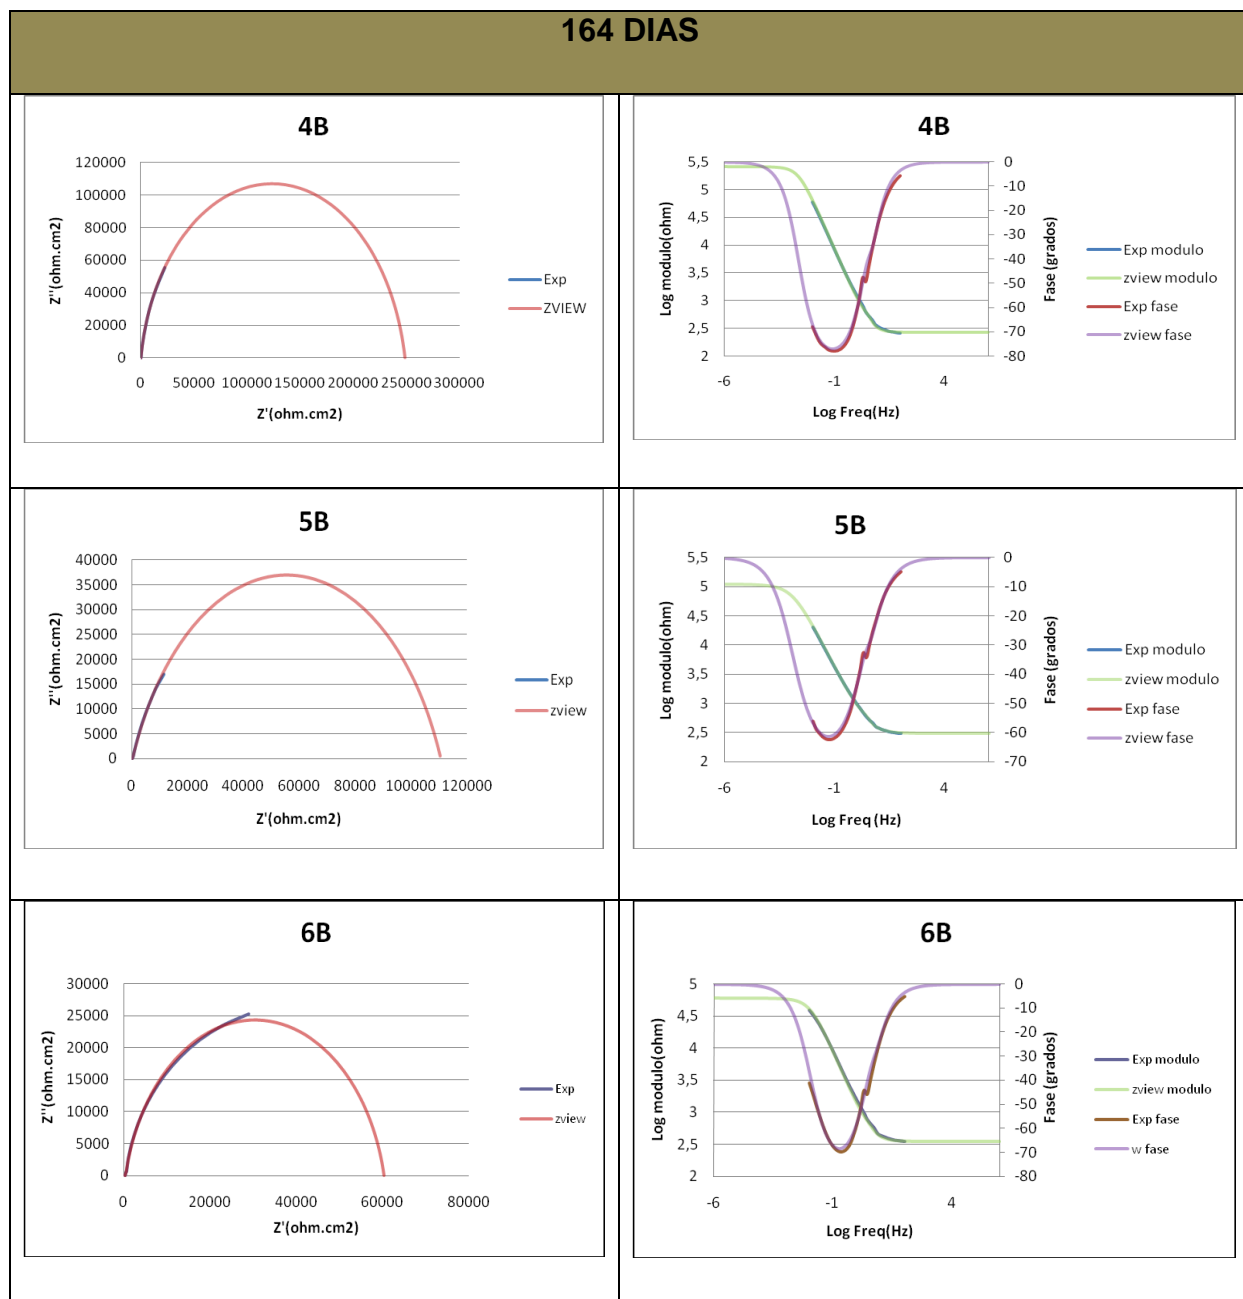 164 DIAS
4B
120000
100000
80000
60000
40000
20000
0
0 50000 100000 150000 200000 250000 300000
Z''(ohm.cm2)
Z'(ohm.cm2)
Exp
ZVIEW
4B
5,5
5
4,5
4
3,5
3
2,5
2
0
-10
-20
-30
-40
-50
-60
-70
-80
-6 -1 4
Log modulo(ohm)
Fase (grados)
Log Freq(Hz)
Exp modulo
zview modulo
Exp fase
zview fase
5B
40000
35000
30000
25000
20000
15000
10000
5000
0
0 20000 40000 60000 80000 100000 120000
Z''(ohm.cm2)
Z'(ohm.cm2)
Exp
zview
5B
5,5
5
4,5
4
3,5
3
2,5
2
0
-10
-20
-30
-40
-50
-60
-70
-6 -1 4
Log modulo(ohm)
Fase (grados)
Log Freq (Hz)
Exp modulo
zview modulo
Exp fase
zview fase
6B
30000
25000
20000
15000
10000
5000
0
0 20000 40000 60000 80000
Z''(ohm.cm2)
Z'(ohm.cm2)
Exp
zview
6B
5
4,5
4
3,5
3
2,5
2
0
-10
-20
-30
-40
-50
-60
-70
-80
-6 -1 4
Log modulo(ohm)
Fase (grados)
Log Freq(Hz)
Exp modulo
zview modulo
Exp fase
w fase